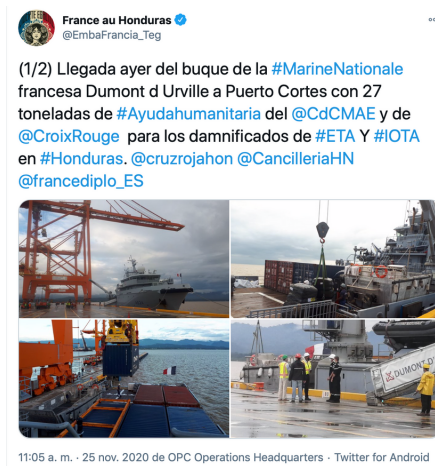 France au Honduras
@EmbaFrancia_Teg
(1/2) Llegada ayer del buque de la #MarineNationale
francesa Dumont d Urville a Puerto Cortes con 27
toneladas de #Ayudahumanitaria del @CdCMAE y de
@CroixRouge para los damnificados de #ETA Y #IOTA
en #Honduras. @cruzrojahon @CancilleriaHN
@francediplo_ES
DUMONT D'
11:05 a. m. · 25 nov. 2020 de OPC Operations Headquarters · Twitter for Android